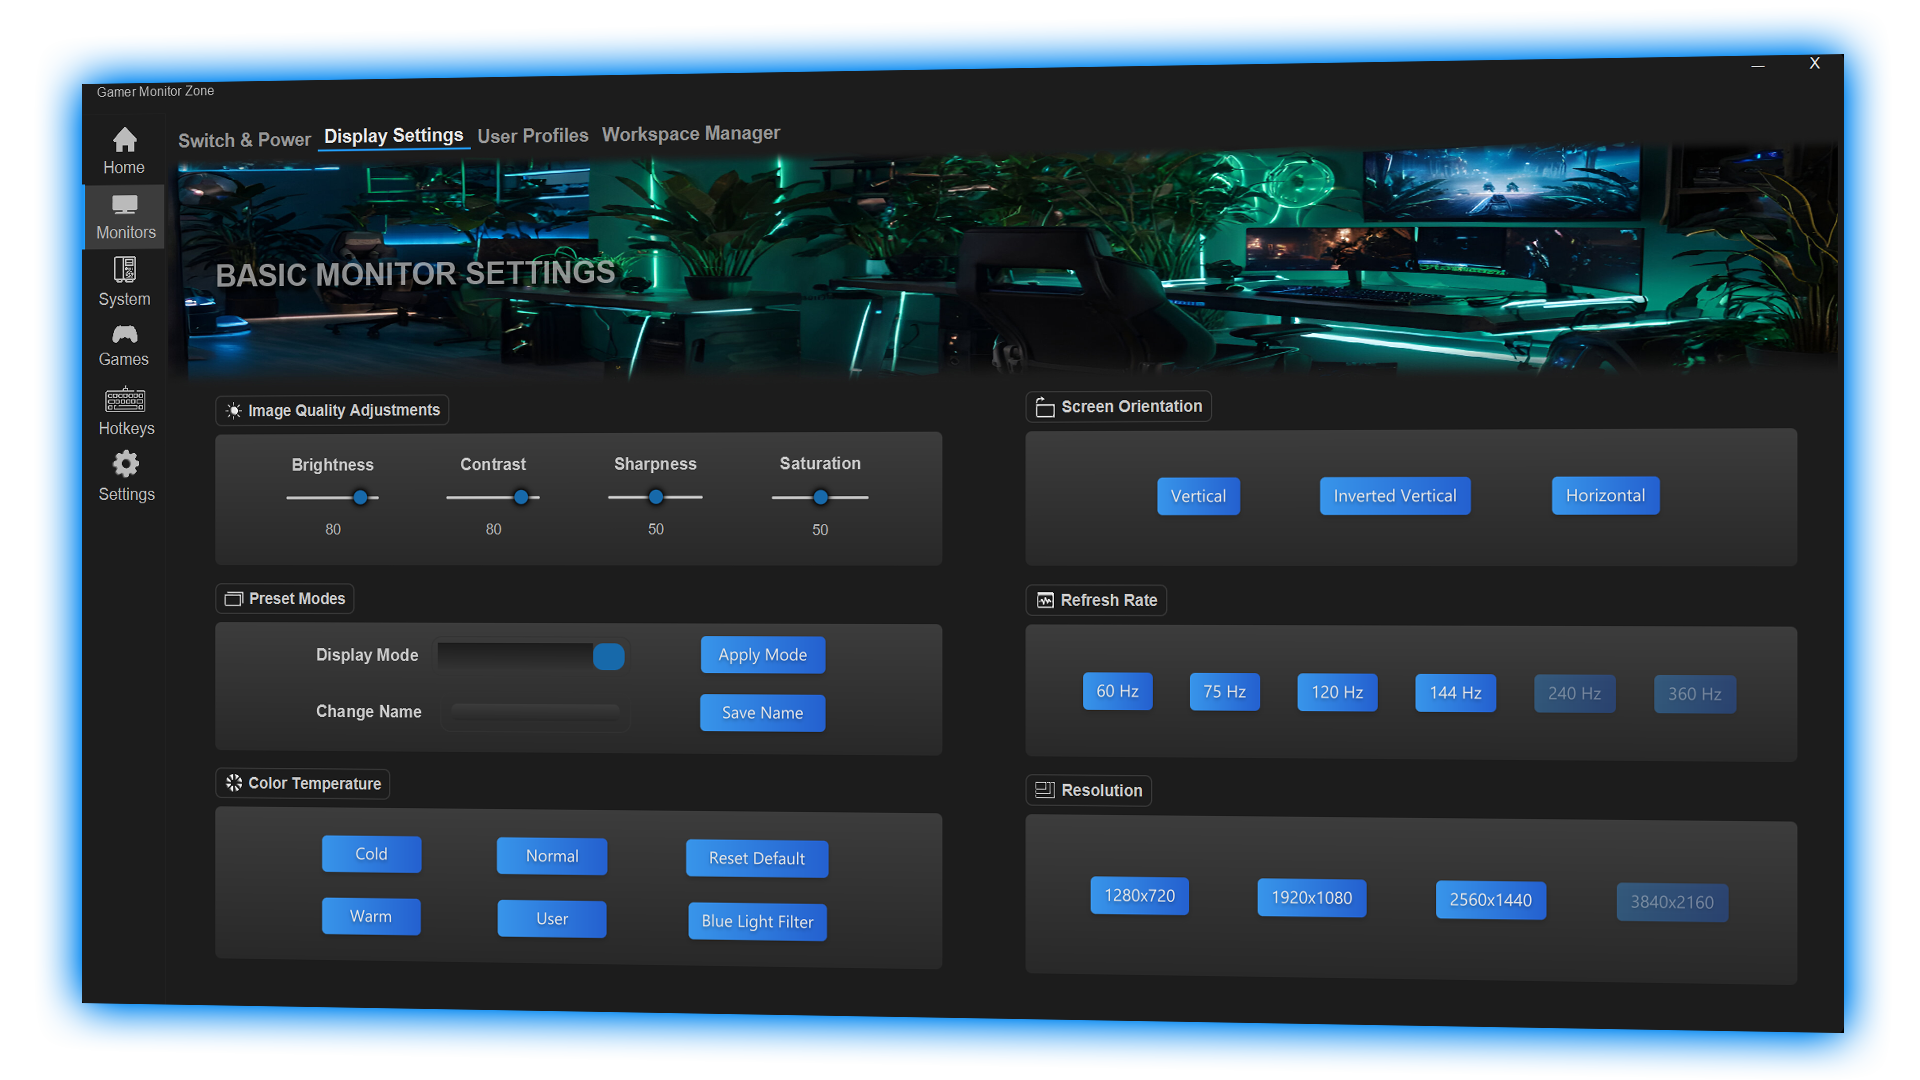 Gamer Monitor Zone
— X
Switch & Power Display Settings User Profiles Workspace Manager
Home
Monitors
System
Games
Hotkeys
Settings
BASIC MONITOR SETTINGS
Image Quality Adjustments
Brightness Contrast Sharpness Saturation
80 80 50 50
Preset Modes
Display Mode Apply Mode
Change Name Save Name
Color Temperature
Cold Normal Reset Default
Warm User Blue Light Filter
Screen Orientation
Vertical Inverted Vertical Horizontal
Refresh Rate
60 Hz 75 Hz 120 Hz 144 Hz 240 Hz 360 Hz
Resolution
1280x720 1920x1080 2560x1440 3840x2160